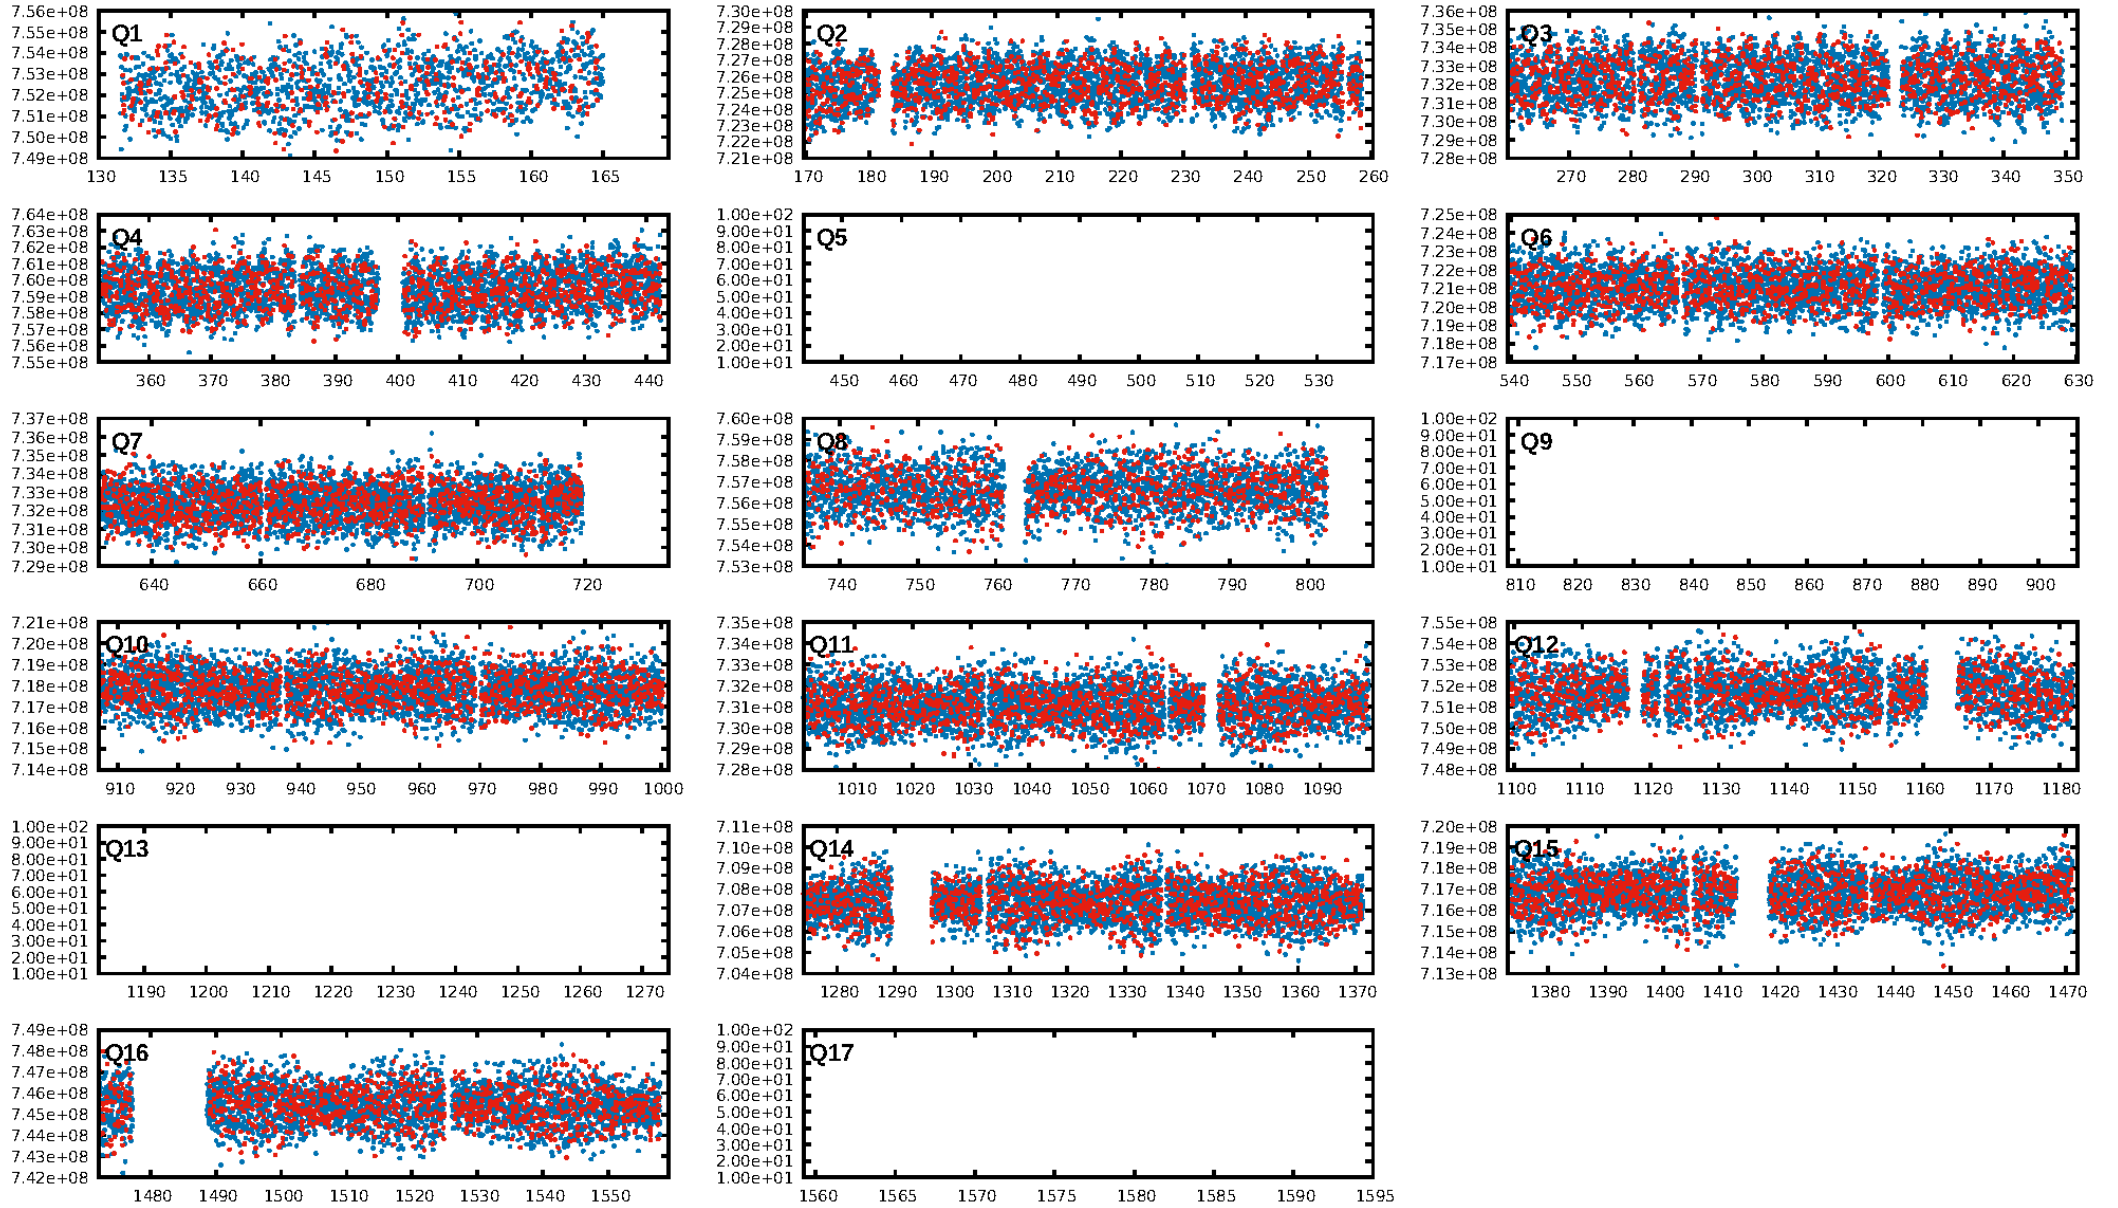 7.56e+08
7.55e+08
7.54e+08
7.53e+08
7.52e+08
7.51e+08
7.50e+08
7.49e+08
Q1
130 135 140 145 150 155 160 165
7.30e+08
7.29e+08
7.28e+08
7.27e+08
7.26e+08
7.25e+08
7.24e+08
7.23e+08
7.22e+08
7.21e+08
Q2
170 180 190 200 210 220 230 240 250 260
7.36e+08
7.35e+08
7.34e+08
7.33e+08
7.32e+08
7.31e+08
7.30e+08
7.29e+08
7.28e+08
Q3
270 280 290 300 310 320 330 340 350
7.64e+08
7.63e+08
7.62e+08
7.61e+08
7.60e+08
7.59e+08
7.58e+08
7.57e+08
7.56e+08
7.55e+08
Q4
360 370 380 390 400 410 420 430 440
1.00e+02
9.00e+01
8.00e+01
7.00e+01
6.00e+01
5.00e+01
4.00e+01
3.00e+01
2.00e+01
1.00e+01
Q5
450 460 470 480 490 500 510 520 530
7.25e+08
7.24e+08
7.23e+08
7.22e+08
7.21e+08
7.20e+08
7.19e+08
7.18e+08
7.17e+08
Q6
540 550 560 570 580 590 600 610 620 630
7.37e+08
7.36e+08
7.35e+08
7.34e+08
7.33e+08
7.32e+08
7.31e+08
7.30e+08
7.29e+08
Q7
640 660 680 700 720
7.60e+08
7.59e+08
7.58e+08
7.57e+08
7.56e+08
7.55e+08
7.54e+08
7.53e+08
Q8
740 750 760 770 780 790 800
1.00e+02
9.00e+01
8.00e+01
7.00e+01
6.00e+01
5.00e+01
4.00e+01
3.00e+01
2.00e+01
1.00e+01
Q9
810 820 830 840 850 860 870 880 890 900
7.21e+08
7.20e+08
7.19e+08
7.18e+08
7.17e+08
7.16e+08
7.15e+08
7.14e+08
Q10
910 920 930 940 950 960 970 980 990 1000
7.35e+08
7.34e+08
7.33e+08
7.32e+08
7.31e+08
7.30e+08
7.29e+08
7.28e+08
Q11
1010 1020 1030 1040 1050 1060 1070 1080 1090
7.55e+08
7.54e+08
7.53e+08
7.52e+08
7.51e+08
7.50e+08
7.49e+08
7.48e+08
Q12
1100 1110 1120 1130 1140 1150 1160 1170 1180
1.00e+02
9.00e+01
8.00e+01
7.00e+01
6.00e+01
5.00e+01
4.00e+01
3.00e+01
2.00e+01
1.00e+01
Q13
1190 1200 1210 1220 1230 1240 1250 1260 1270
7.11e+08
7.10e+08
7.09e+08
7.08e+08
7.07e+08
7.06e+08
7.05e+08
7.04e+08
Q14
1280 1290 1300 1310 1320 1330 1340 1350 1360 1370
7.20e+08
7.19e+08
7.18e+08
7.17e+08
7.16e+08
7.15e+08
7.14e+08
7.13e+08
Q15
1380 1390 1400 1410 1420 1430 1440 1450 1460 1470
7.49e+08
7.48e+08
7.47e+08
7.46e+08
7.45e+08
7.44e+08
7.43e+08
7.42e+08
Q16
1480 1490 1500 1510 1520 1530 1540 1550
1.00e+02
9.00e+01
8.00e+01
7.00e+01
6.00e+01
5.00e+01
4.00e+01
3.00e+01
2.00e+01
1.00e+01
Q17
1560 1565 1570 1575 1580 1585 1590 1595